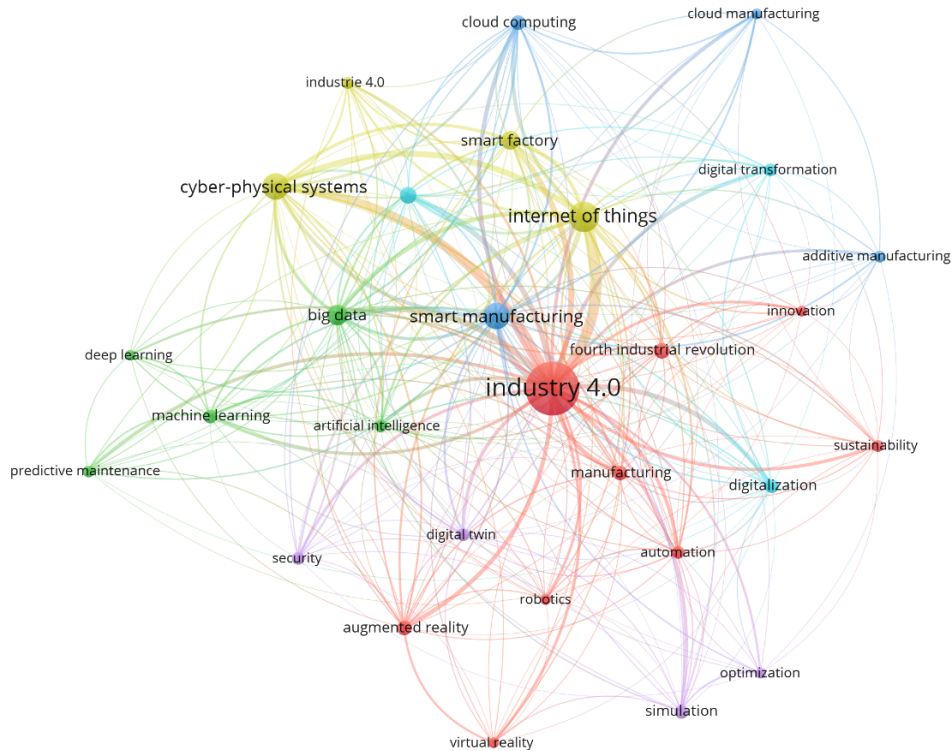 cloud manufacturing
cloud computing
industrie 4.0
smart factory
digital transformation
cyber-physical systems
internet of things
additive manufacturing
innovation
big data
smart manufacturing
fourth industrial revolution
deep learning
industry 4.0
machine learning
artificial intelligence
sustainability
predictive maintenance
manufacturing
digitalization
digital twin
security
automation
robotics
augmented reality
optimization
simulation
virtual reality